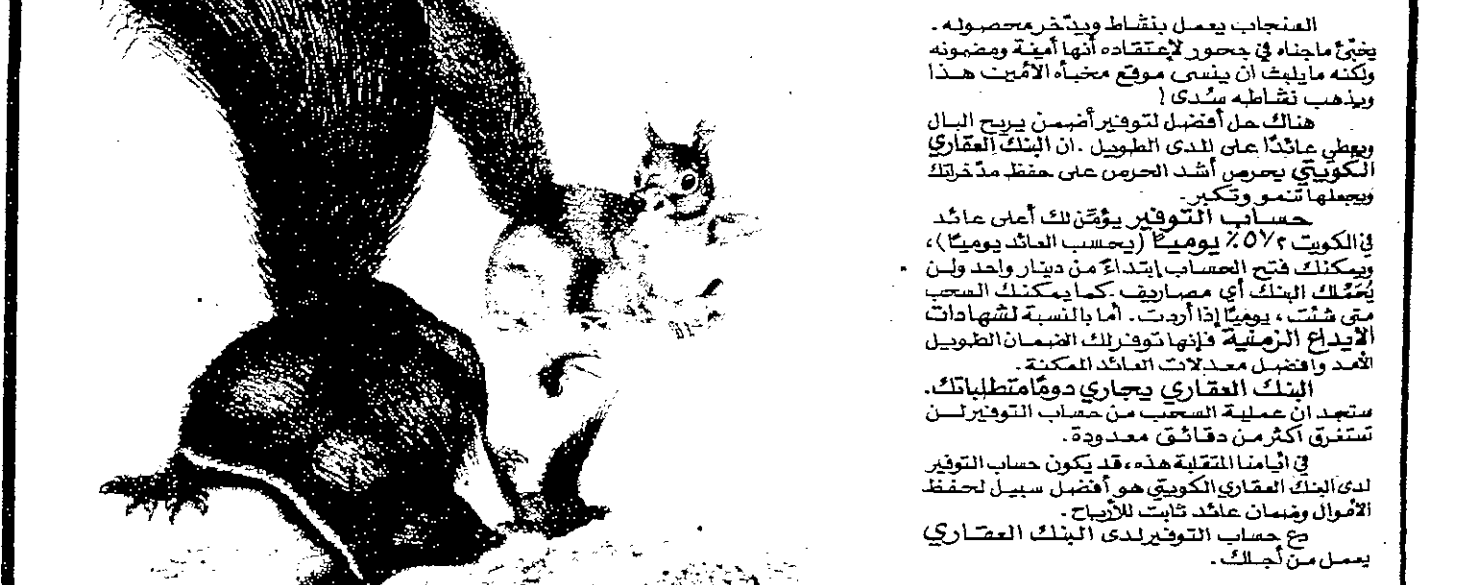 السنجاب يعمل بنشاط ويدّخر محصوله .
يخبّئ ماجناه في جحور لإعتقاده أنها أمينة ومضمونه
ولكنه مايلبث ان ينسى موقع مخبأه الأمين هذا
ويذهب نشاطه سُدى !
هناك حل أفضل لتوفير أضمن يريح البال
ويعطي عائدًا على المدى الطويل . ان البنك العقاري
الكويتي يحرص أشد الحرص على حفظ مدّخراتك
ويجعلها تنمو وتكبر .
حساب التوفير يؤمّن لك أعلى عائد
في الكويت ٥١/٢٪ يوميًا (يحسب العائد يوميًا) ،
ويمكنك فتح الحساب إبتداءً من دينار واحد ولن
يُحَمّلك البنك أي مصاريف . كما يمكنك السحب
متى شئت ، يوميًا إذا أردت . أما بالنسبة لشهادات
الايداع الزمنية فإنها توفر لك الضمان الطويل
الأمد وافضل معدلات العائد الممكنة .
البنك العقاري يجاري دومًا متطلباتك .
ستجد ان عملية السحب من حساب التوفير لن
تستغرق اكثر من دقائق معدودة .
في ايامنا المتقلبة هذه ، قد يكون حساب التوفير
لدى البنك العقاري الكويتي هو أفضل سبيل لحفظ
الأموال وضمان عائد ثابت للأرباح .
دع حساب التوفير لدى البنك العقاري
يعمل من أجلك .